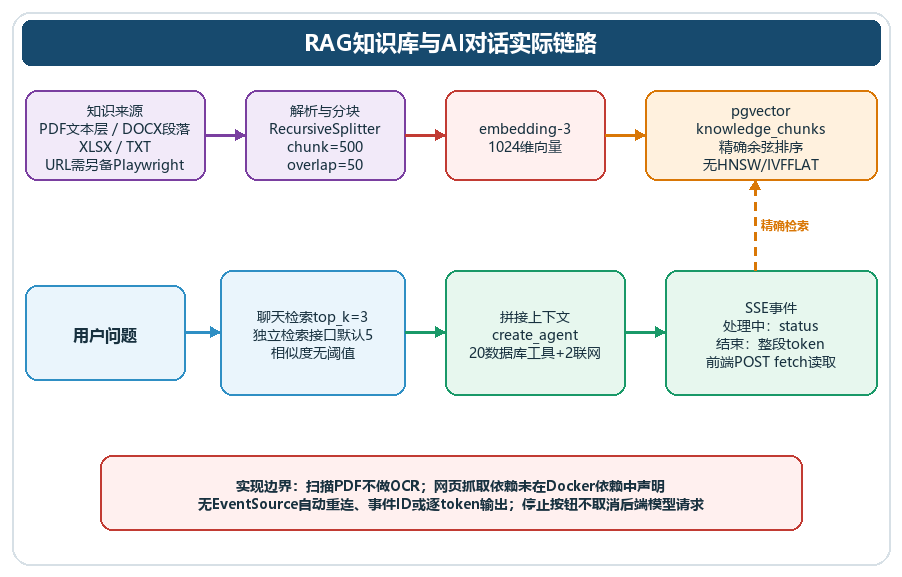 RAG知识库与AI对话实际链路
知识来源
PDF文本层 / DOCX段落
XLSX / TXT
URL需另备Playwright
解析与分块
RecursiveSplitter
chunk=500
overlap=50
embedding-3
1024维向量
pgvector
knowledge_chunks
精确余弦排序
无HNSW/IVFFLAT
精确检索
用户问题
聊天检索top_k=3
独立检索接口默认5
相似度无阈值
拼接上下文
create_agent
20数据库工具+2联网
SSE事件
处理中：status
结束：整段token
前端POST fetch读取
实现边界：扫描PDF不做OCR；网页抓取依赖未在Docker依赖中声明
无EventSource自动重连、事件ID或逐token输出；停止按钮不取消后端模型请求